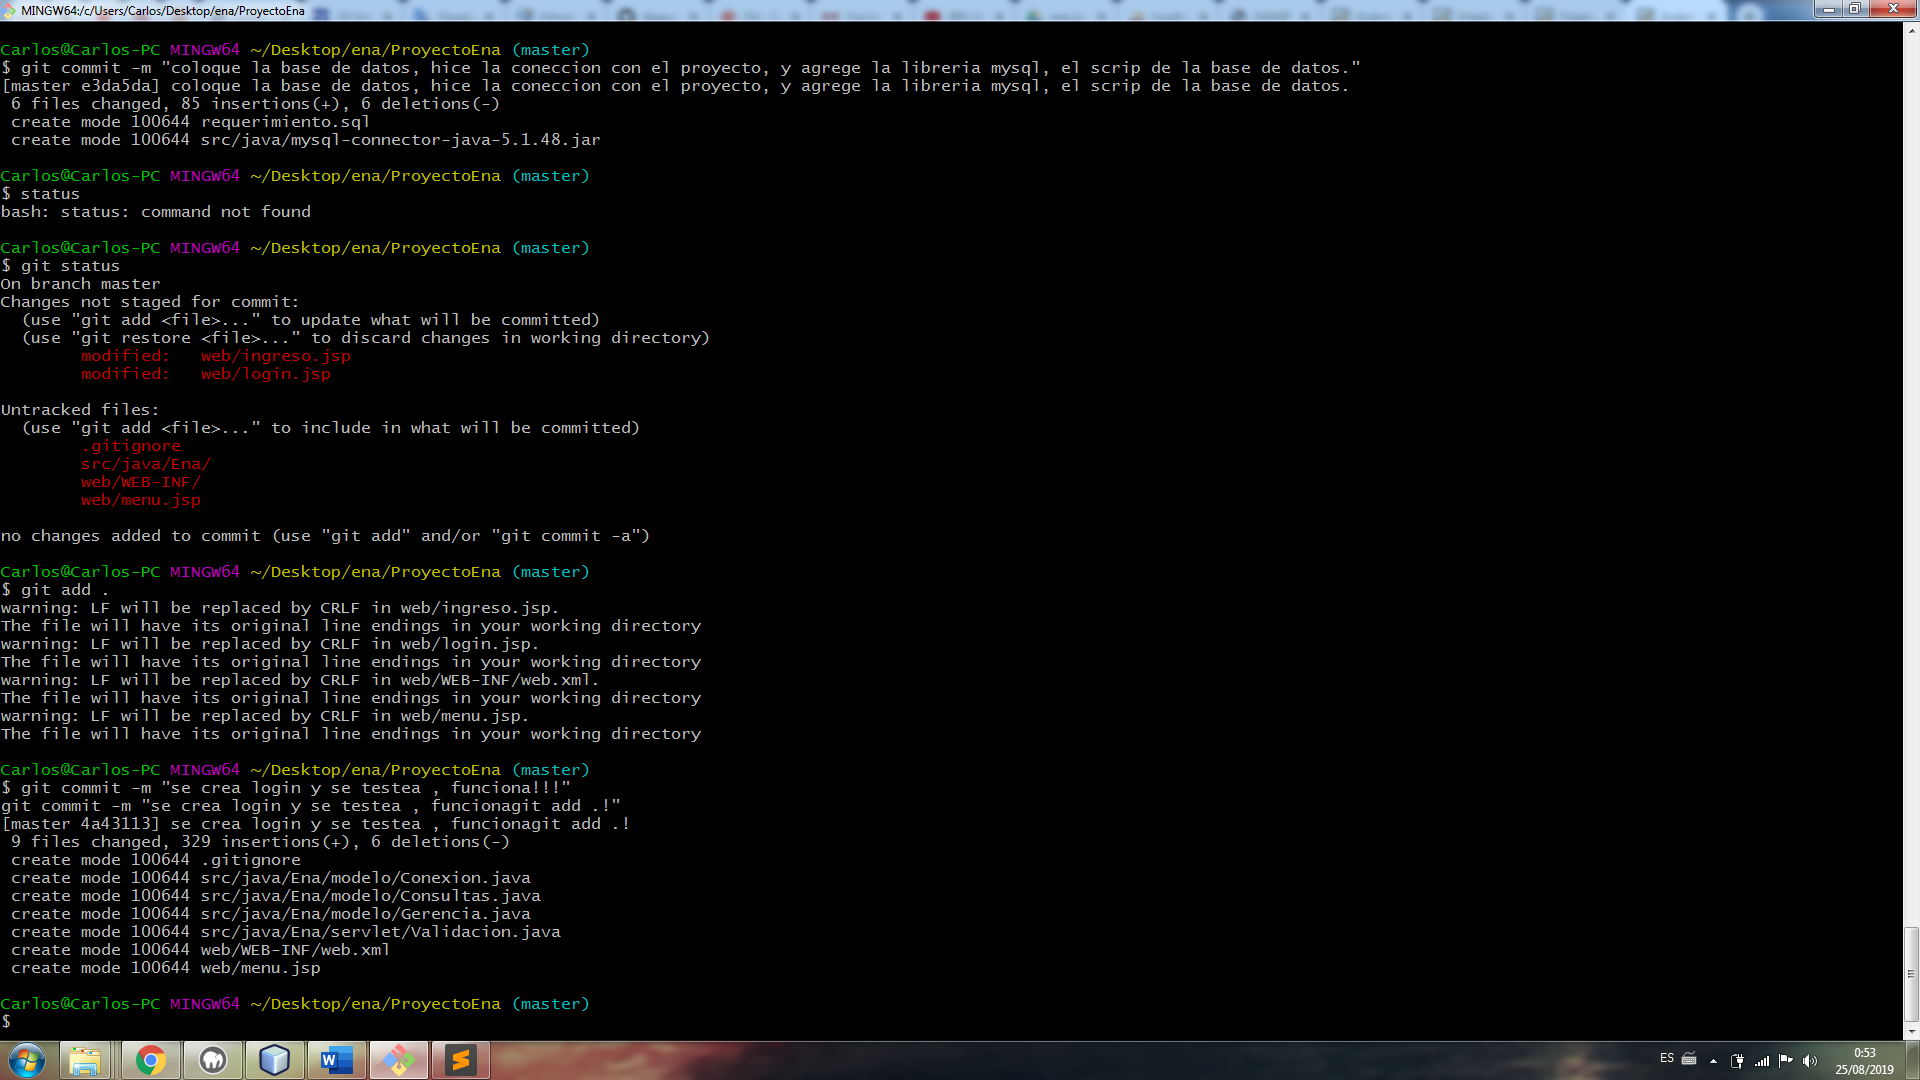 MINGW64:/c/Users/Carlos/Desktop/ena/ProyectoEna
Carlos@Carlos-PC MINGW64 ~/Desktop/ena/ProyectoEna (master)
$ git commit -m "coloque la base de datos, hice la coneccion con el proyecto, y agrege la libreria mysql, el scrip de la base de datos."
[master e3da5da] coloque la base de datos, hice la coneccion con el proyecto, y agrege la libreria mysql, el scrip de la base de datos.
6 files changed, 85 insertions(+), 6 deletions(-)
create mode 100644 requerimiento.sql
create mode 100644 src/java/mysql-connector-java-5.1.48.jar
Carlos@Carlos-PC MINGW64 ~/Desktop/ena/ProyectoEna (master)
$ status
bash: status: command not found
Carlos@Carlos-PC MINGW64 ~/Desktop/ena/ProyectoEna (master)
$ git status
On branch master
Changes not staged for commit:
(use "git add <file>..." to update what will be committed)
(use "git restore <file>..." to discard changes in working directory)
modified:   web/ingreso.jsp
modified:   web/login.jsp
Untracked files:
(use "git add <file>..." to include in what will be committed)
.gitignore
src/java/Ena/
web/WEB-INF/
web/menu.jsp
no changes added to commit (use "git add" and/or "git commit -a")
Carlos@Carlos-PC MINGW64 ~/Desktop/ena/ProyectoEna (master)
$ git add .
warning: LF will be replaced by CRLF in web/ingreso.jsp.
The file will have its original line endings in your working directory
warning: LF will be replaced by CRLF in web/login.jsp.
The file will have its original line endings in your working directory
warning: LF will be replaced by CRLF in web/WEB-INF/web.xml.
The file will have its original line endings in your working directory
warning: LF will be replaced by CRLF in web/menu.jsp.
The file will have its original line endings in your working directory
Carlos@Carlos-PC MINGW64 ~/Desktop/ena/ProyectoEna (master)
$ git commit -m "se crea login y se testea , funciona!!!"
git commit -m "se crea login y se testea , funcionagit add .!"
[master 4a43113] se crea login y se testea , funcionagit add .!
9 files changed, 329 insertions(+), 6 deletions(-)
create mode 100644 .gitignore
create mode 100644 src/java/Ena/modelo/Conexion.java
create mode 100644 src/java/Ena/modelo/Consultas.java
create mode 100644 src/java/Ena/modelo/Gerencia.java
create mode 100644 src/java/Ena/servlet/Validacion.java
create mode 100644 web/WEB-INF/web.xml
create mode 100644 web/menu.jsp
Carlos@Carlos-PC MINGW64 ~/Desktop/ena/ProyectoEna (master)
$
ES
0:53
25/08/2019